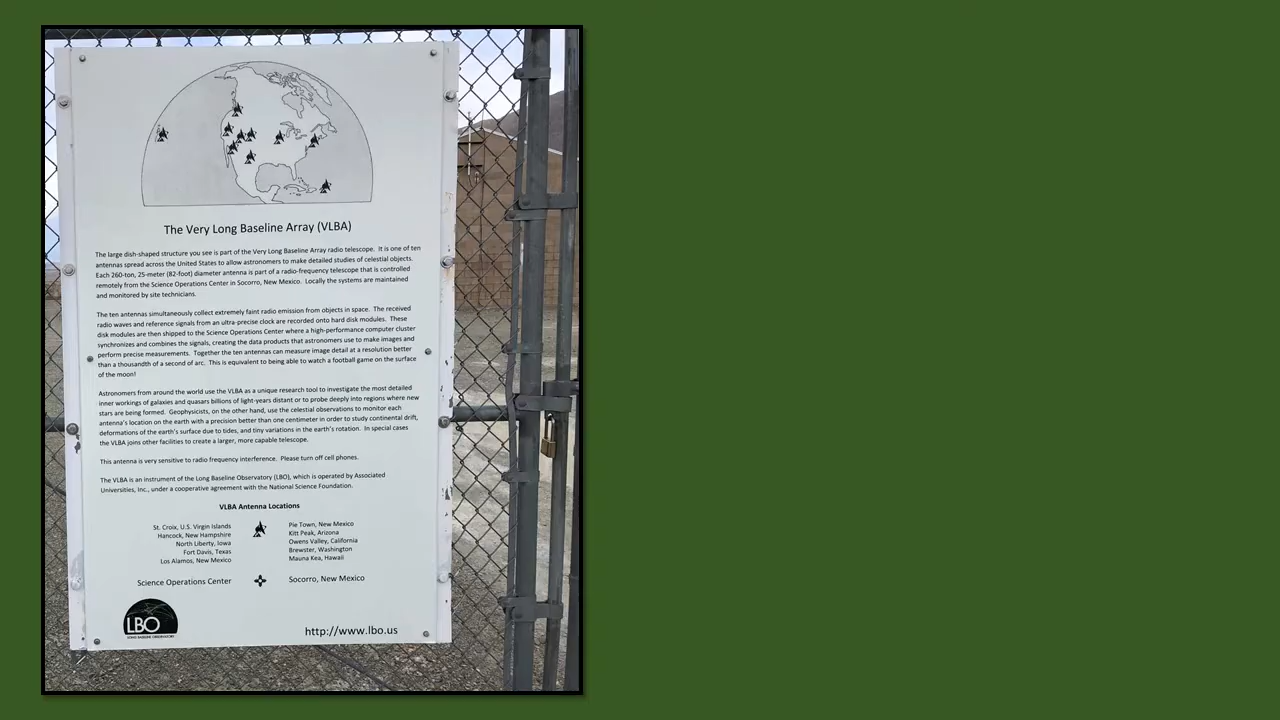 The Very Long Baseline Array (VLBA)
The large dish-shaped structure you see is part of the Very Long Baseline Array radio telescope. It is one of ten
antennas spread across the United States to allow astronomers to make detailed studies of celestial objects.
Each 260-ton, 25-meter (82-foot) diameter antenna is part of a radio-frequency telescope that is controlled
remotely from the Science Operations Center in Socorro, New Mexico. Locally the systems are maintained
and monitored by site technicians.
The ten antennas simultaneously collect extremely faint radio emission from objects in space. The received
radio waves and reference signals from an ultra-precise clock are recorded onto hard disk modules. These
disk modules are then shipped to the Science Operations Center where a high-performance computer cluster
synchronizes and combines the signals, creating the data products that astronomers use to make images and
perform precise measurements. Together the ten antennas can measure image detail at a resolution better
than a thousandth of a second of arc. This is equivalent to being able to watch a football game on the surface
of the moon!
Astronomers from around the world use the VLBA as a unique research tool to investigate the most detailed
inner workings of galaxies and quasars billions of light-years distant or to probe deeply into regions where new
stars are being formed. Geophysicists, on the other hand, use the celestial observations to monitor each
antenna's location on the earth with a precision better than one centimeter in order to study continental drift,
deformations of the earth's surface due to tides, and tiny variations in the earth's rotation. In special cases
the VLBA joins other facilities to create a larger, more capable telescope.
This antenna is very sensitive to radio frequency interference. Please turn off cell phones.
The VLBA is an instrument of the Long Baseline Observatory (LBO), which is operated by Associated
Universities, Inc., under a cooperative agreement with the National Science Foundation.
VLBA Antenna Locations
St. Croix, U.S. Virgin Islands
Hancock, New Hampshire
North Liberty, Iowa
Fort Davis, Texas
Los Alamos, New Mexico
Pie Town, New Mexico
Kitt Peak, Arizona
Owens Valley, California
Brewster, Washington
Mauna Kea, Hawaii
Science Operations Center
Socorro, New Mexico
LBO
LONG BASELINE OBSERVATORY
http://www.lbo.us